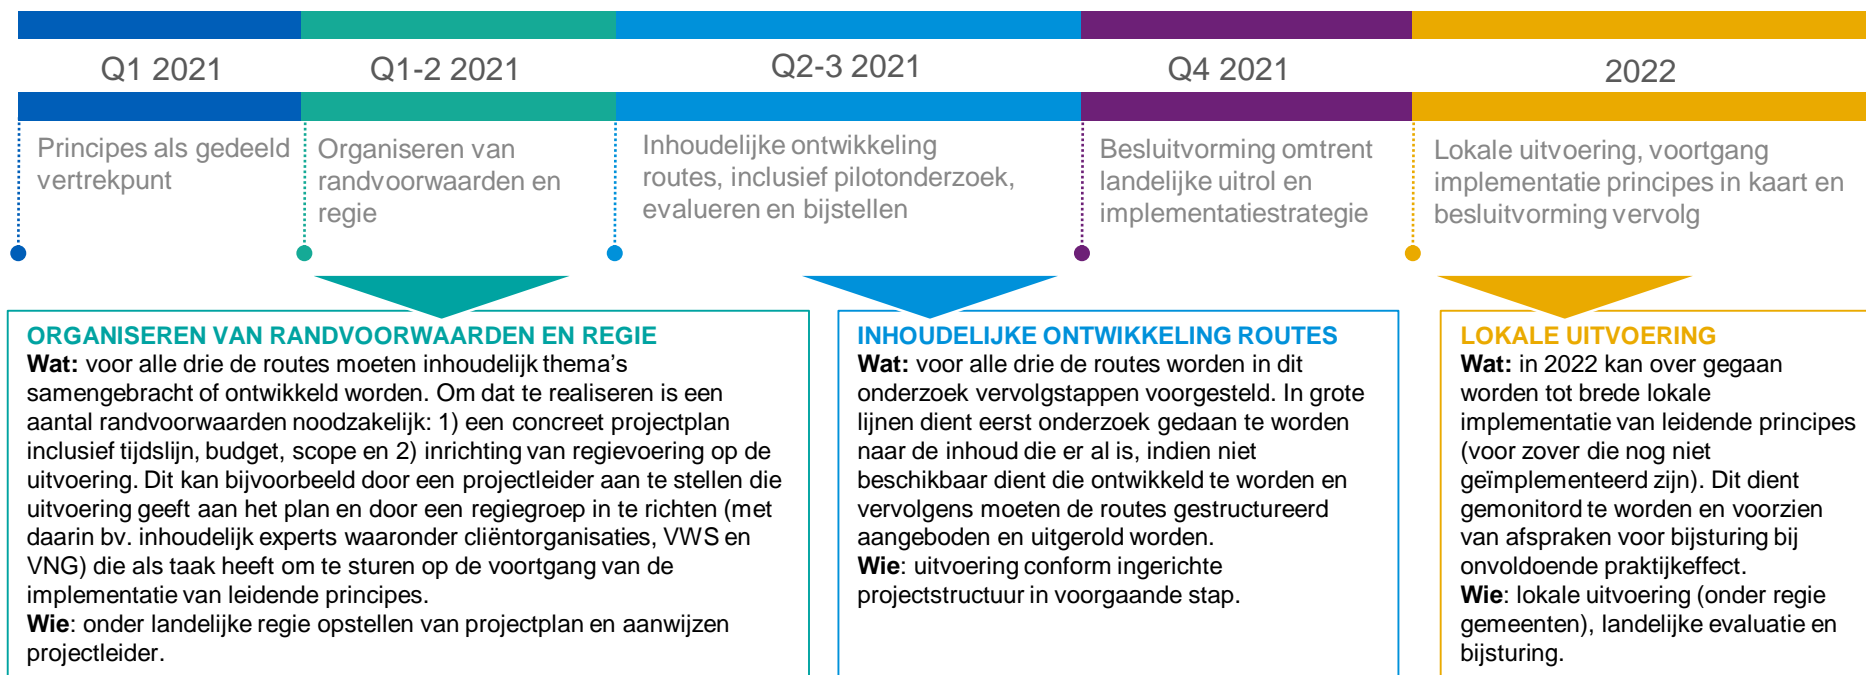 Q1 2021
Q1-2 2021
Q2-3 2021
Q4 2021
2022
Principes als gedeeld
vertrekpunt
Organiseren van
randvoorwaarden en
regie
Inhoudelijke ontwikkeling
routes, inclusief pilotonderzoek,
evalueren en bijstellen
Besluitvorming omtrent
landelijke uitrol en
implementatiestrategie
Lokale uitvoering, voortgang
implementatie principes in kaart en
besluitvorming vervolg
ORGANISEREN VAN RANDVOORWAARDEN EN REGIE
Wat: voor alle drie de routes moeten inhoudelijk thema's
samengebracht of ontwikkeld worden. Om dat te realiseren is een
aantal randvoorwaarden noodzakelijk: 1) een concreet projectplan
inclusief tijdslijn, budget, scope en 2) inrichting van regievoering op de
uitvoering. Dit kan bijvoorbeeld door een projectleider aan te stellen die
uitvoering geeft aan het plan en door een regiegroep in te richten (met
daarin bv. inhoudelijk experts waaronder cliëntorganisaties, VWS en
VNG) die als taak heeft om te sturen op de voortgang van de
implementatie van leidende principes.
Wie: onder landelijke regie opstellen van projectplan en aanwijzen
projectleider.
INHOUDELIJKE ONTWIKKELING ROUTES
Wat: voor alle drie de routes worden in dit
onderzoek vervolgstappen voorgesteld. In grote
lijnen dient eerst onderzoek gedaan te worden
naar de inhoud die er al is, indien niet
beschikbaar dient die ontwikkeld te worden en
vervolgens moeten de routes gestructureerd
aangeboden en uitgerold worden.
Wie: uitvoering conform ingerichte
projectstructuur in voorgaande stap.
LOKALE UITVOERING
Wat: in 2022 kan over gegaan
worden tot brede lokale
implementatie van leidende principes
(voor zover die nog niet
geïmplementeerd zijn). Dit dient
gemonitord te worden en voorzien
van afspraken voor bijsturing bij
onvoldoende praktijkeffect.
Wie: lokale uitvoering (onder regie
gemeenten), landelijke evaluatie en
bijsturing.